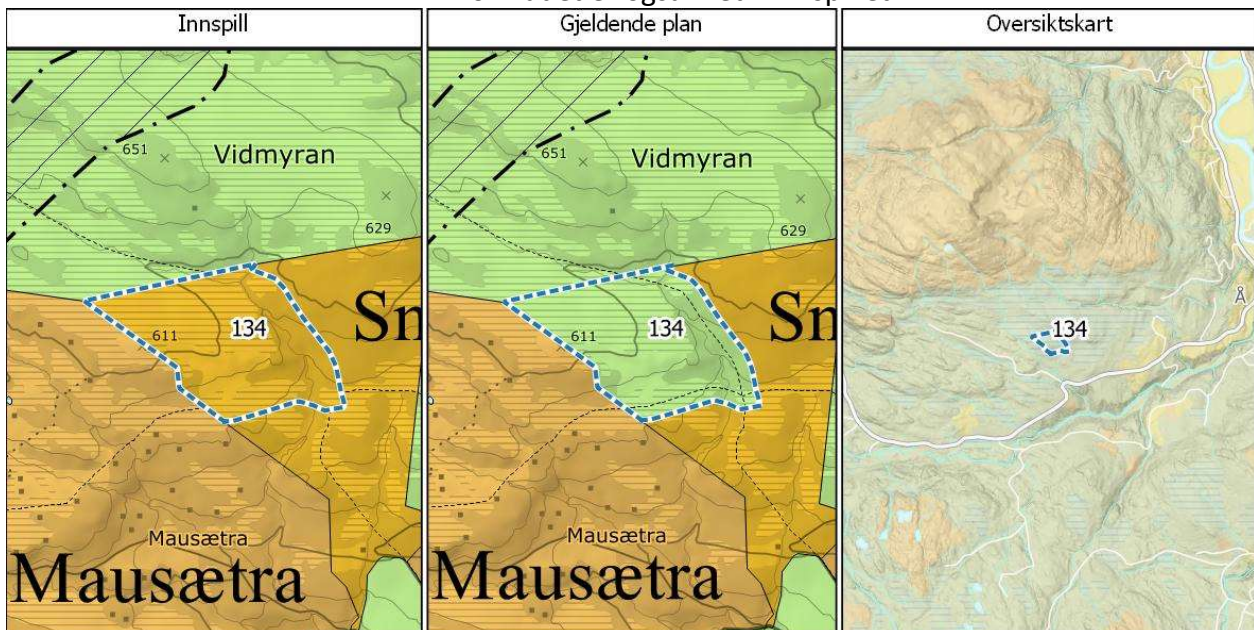 Innspill
Gjeldende plan
Oversiktskart
651
Vidmyran
629
611
134
Sn
Mausætra
Mausætra
651
Vidmyran
629
611
134
Sn
Mausætra
Mausætra
134
Å